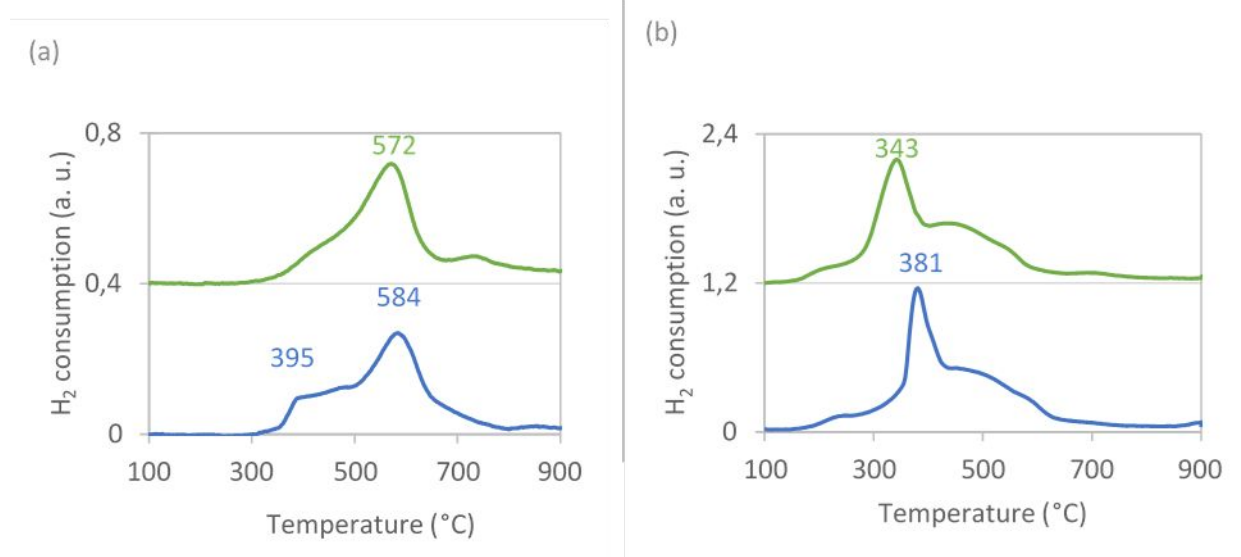 (a)
H₂ consumption (a. u.)
0,8
0,4
0
572
584
395
100 300 500 700 900
Temperature (°C)
(b)
H₂ consumption (a. u.)
2,4
1,2
0
343
381
100 300 500 700 900
Temperature (°C)